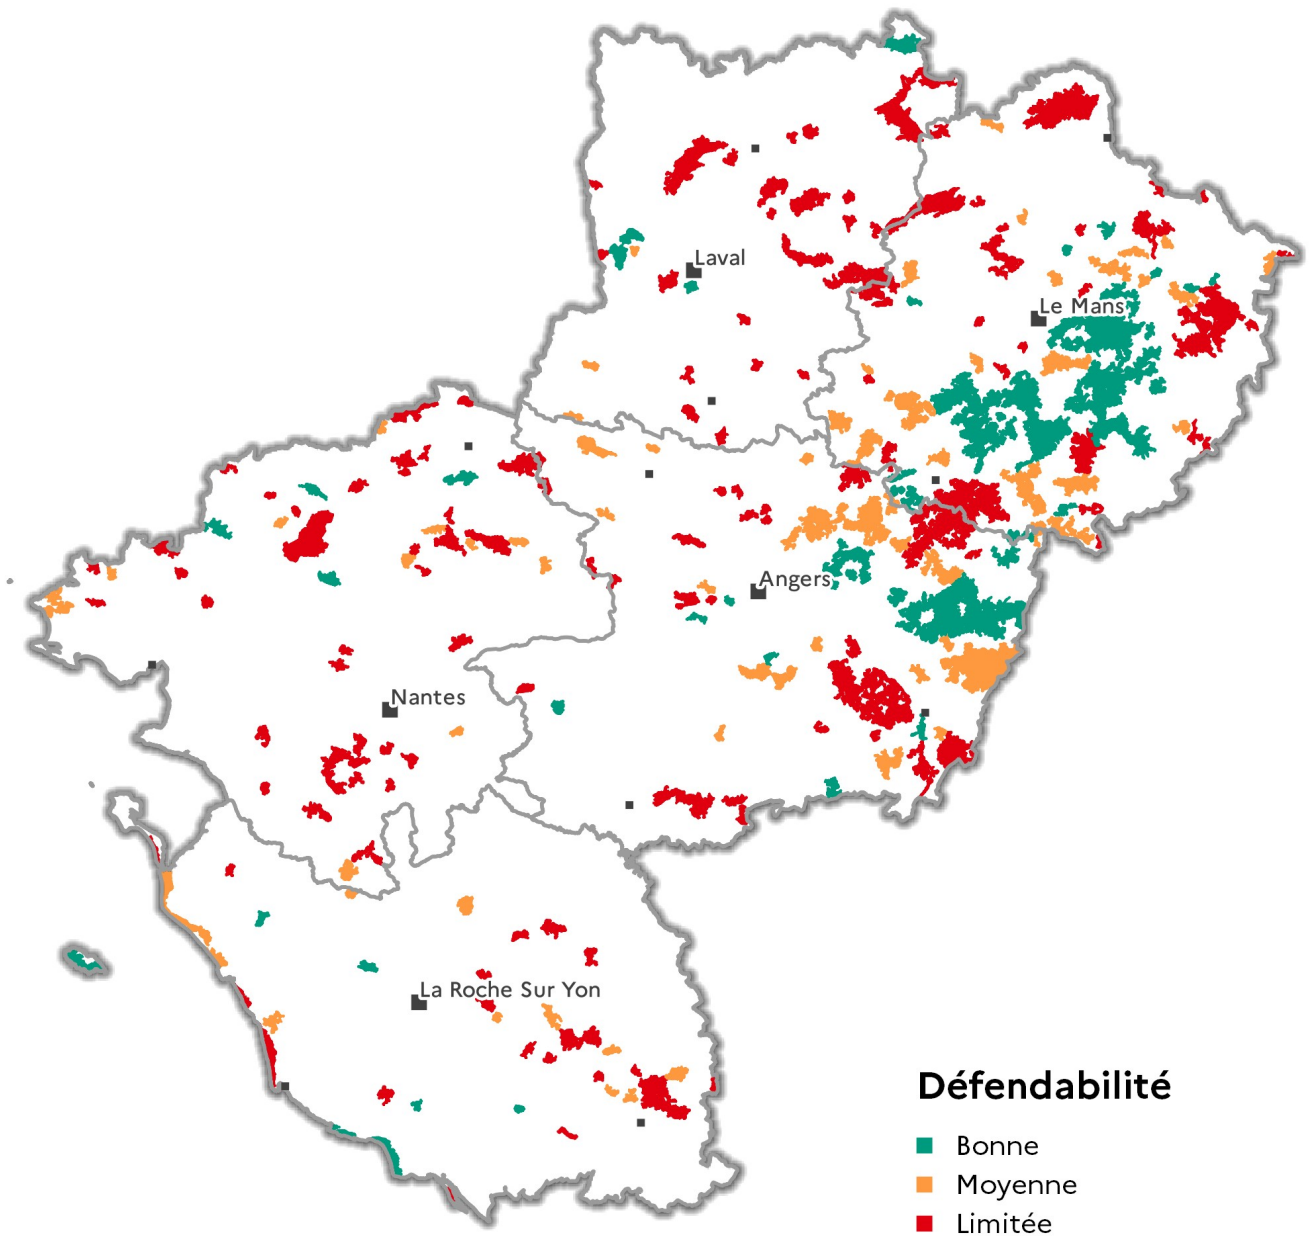 Laval
Le Mans
Angers
Nantes
La Roche Sur Yon
Défendabilité
Bonne
Moyenne
Limitée